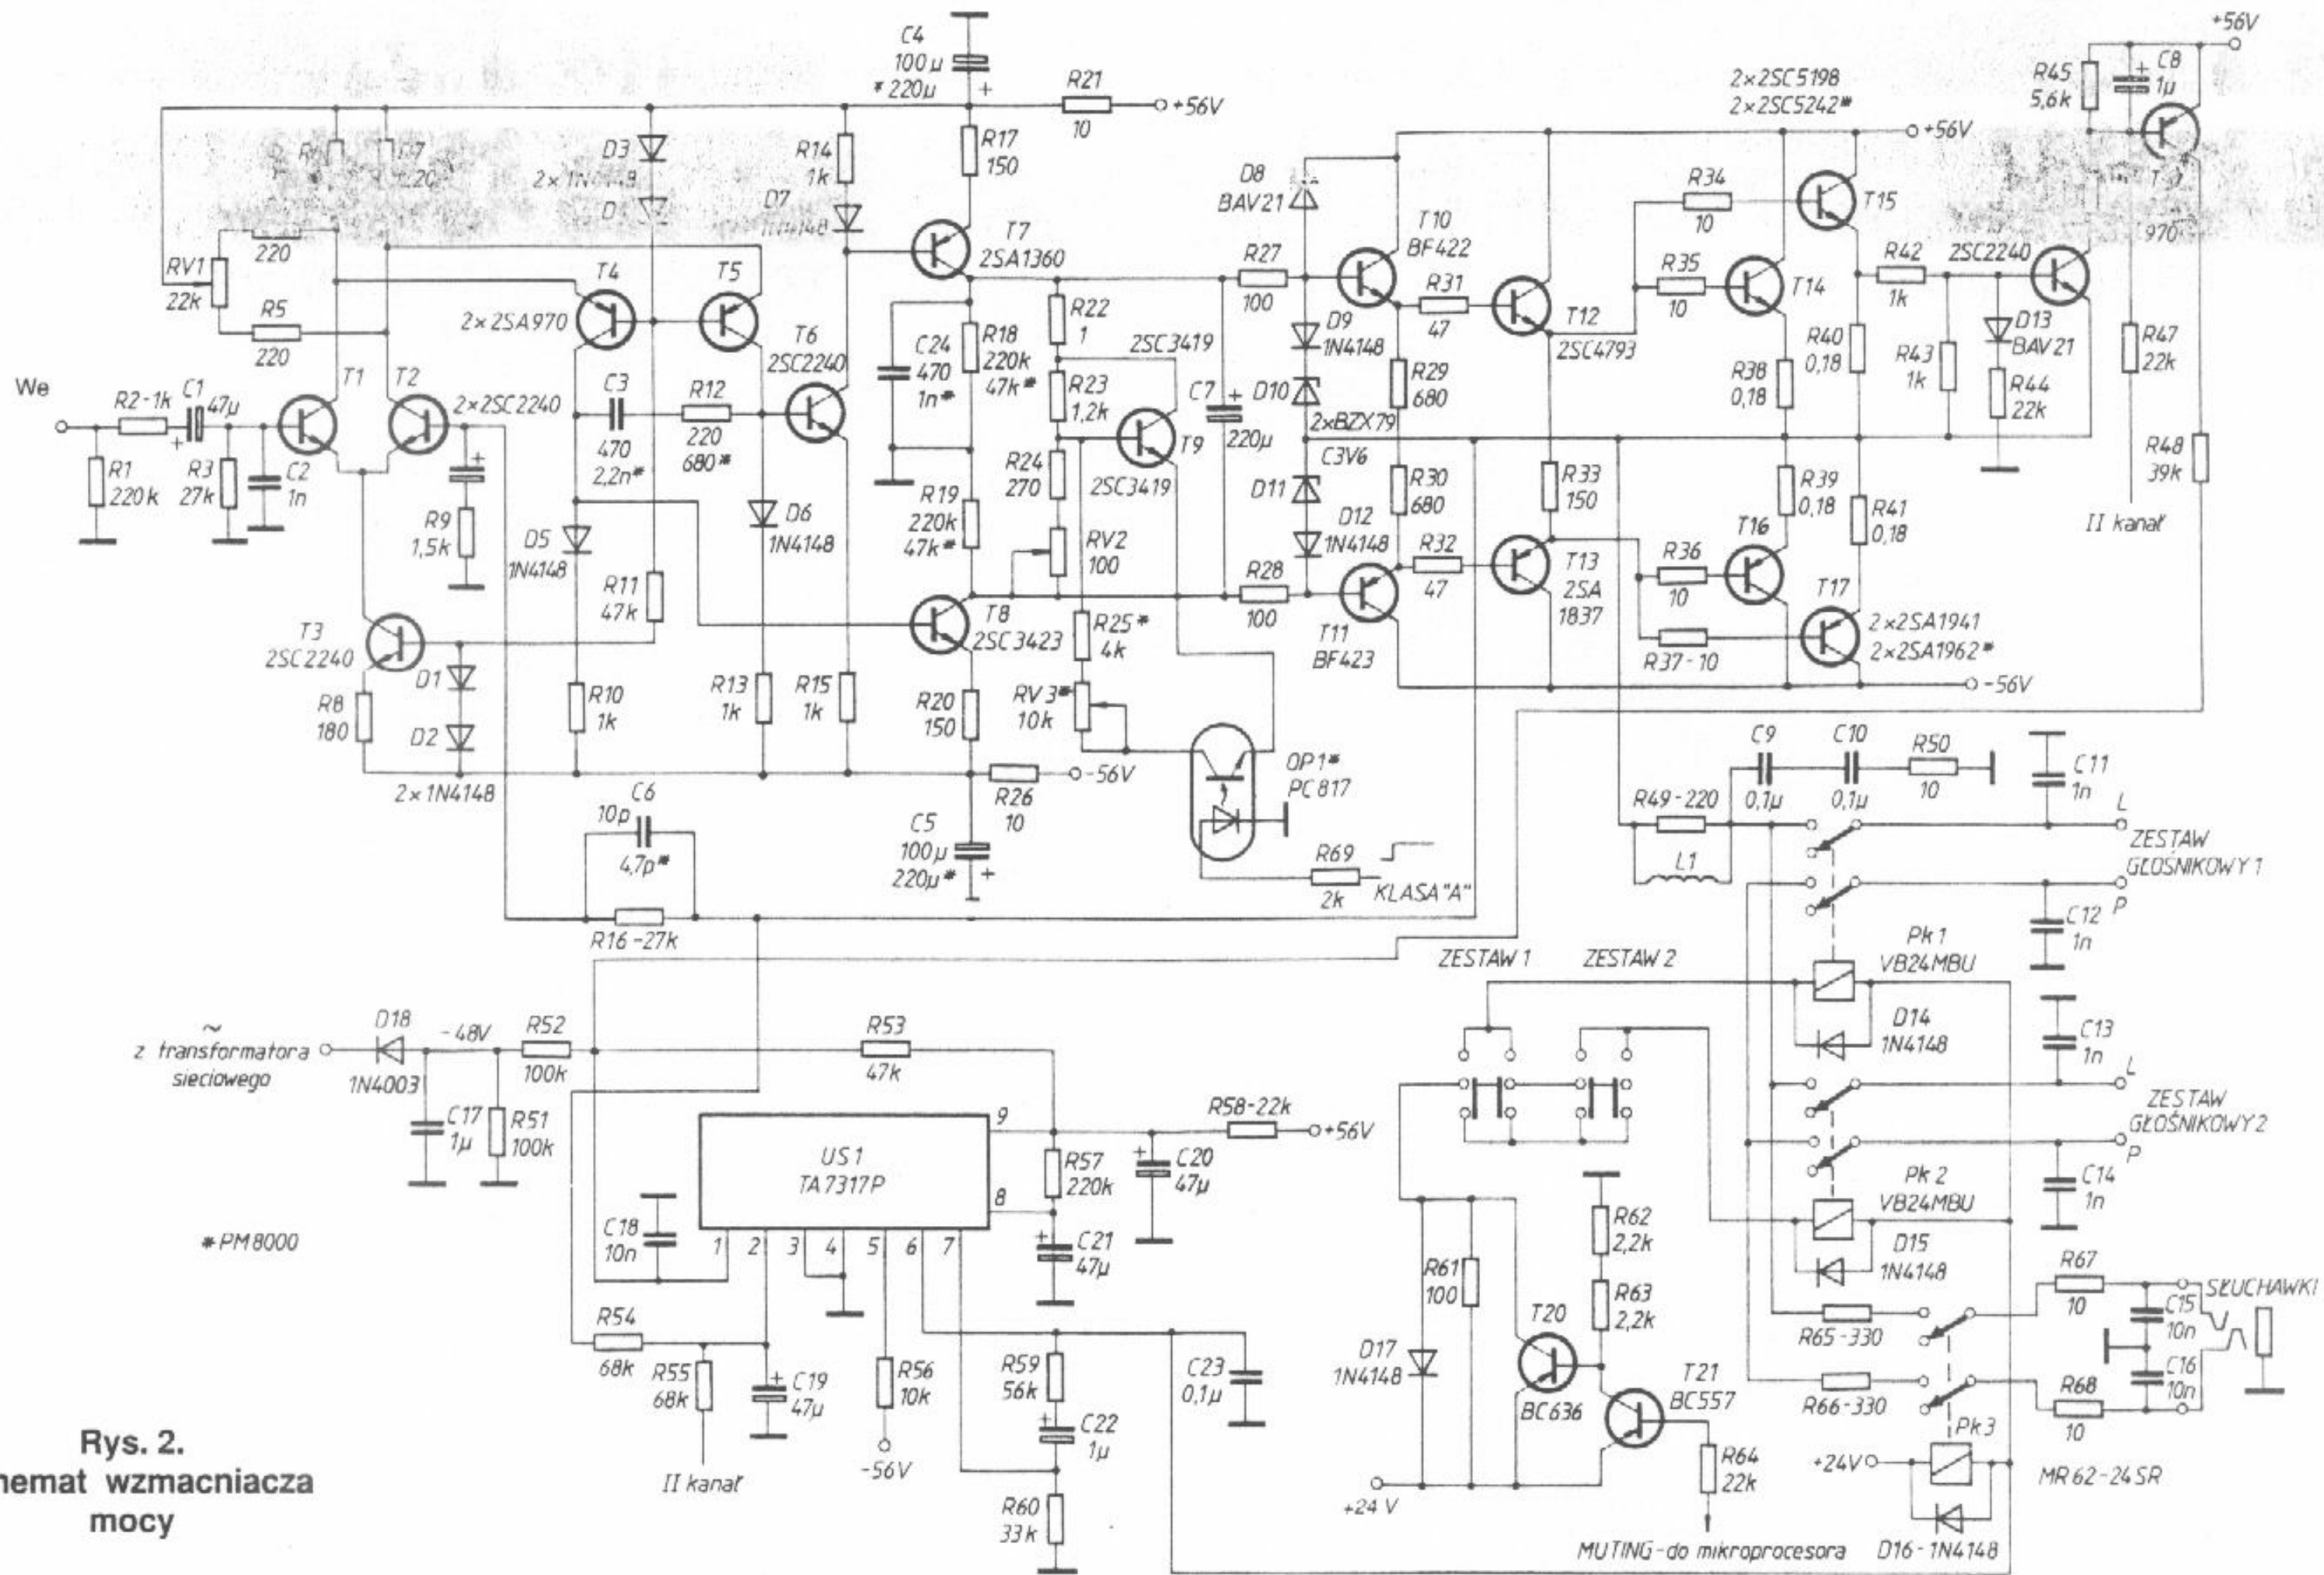 C4
100µ
*220µ
+
R21
10
+56V
R17
150
R14
1k
D7
1N4148
D3
2×1N4148
220
RV1
22k
R5
220
T4
T5
2×2SA970
T7
2SA1360
T6
2SC2240
We
R2-1k
C1
47µ
+
R1
220k
R3
27k
C2
1n
T1
T2
2×2SC2240
+
R9
1,5k
C3
470
2,2n*
R12
220
680*
D5
1N4148
D6
1N4148
R11
47k
T3
2SC2240
R8
180
D1
D2
2×1N4148
R10
1k
R13
1k
R15
1k
C24
470
1n*
R18
220k
47k*
R19
220k
47k*
T8
2SC3423
R20
150
R26
10
-56V
C5
100µ
220µ*
+
R22
1
R23
1,2k
R24
270
RV2
100
2SC3419
T9
2SC3419
C7
220µ
+
R25*
4k
RV3*
10k
OP1*
PC817
R69
2k
KLASA"A"
R27
100
R28
100
D8
BAV21
D9
1N4148
D10
2×BZX79
C3V6
D11
D12
1N4148
T10
BF422
R31
47
R29
680
R30
680
R32
47
T11
BF423
T12
2SC4793
R33
150
T13
2SA
1837
2×2SC5198
2×2SC5242*
+56V
R34
10
R35
10
T15
T14
R38
0,18
R40
0,18
R39
0,18
R41
0,18
T16
R36
10
R37-10
T17
2×2SA1941
2×2SA1962*
-56V
R42
1k
R43
1k
2SC2240
D13
BAV21
R44
22k
+56V
R45
5,6k
C8
1µ
+
970
R47
22k
II kanał
R48
39k
C9
0,1µ
C10
0,1µ
R50
10
R49-220
L1
C11
1n
L
ZESTAW
GŁOŚNIKOWY 1
P
C12
1n
Pk1
VB24MBU
D14
1N4148
C13
1n
L
ZESTAW
GŁOŚNIKOWY 2
P
C14
1n
Pk2
VB24MBU
D15
1N4148
R65-330
R66-330
R67
10
R68
10
SŁUCHAWKI
C15
10n
C16
10n
Pk3
+24V
MR62-24SR
D16-1N4148
C6
10p
4,7p*
R16-27k
~
z transformatora
sieciowego
D18
1N4003
-48V
R52
100k
C17
1µ
R51
100k
R53
47k
US1
TA7317P
1
2
3
4
5
6
7
8
9
C18
10n
R54
68k
R55
68k
II kanał
C19
47µ
+
R56
10k
-56V
R57
220k
C20
47µ
+
R58-22k
+56V
C21
47µ
+
R59
56k
C22
1µ
+
R60
33k
C23
0,1µ
ZESTAW 1
ZESTAW 2
D17
1N4148
R61
100
+24 V
R62
2,2k
R63
2,2k
T20
BC636
T21
BC557
R64
22k
MUTING-do mikroprocesora
*PM8000
Rys. 2.
hemat wzmacniacza
mocy